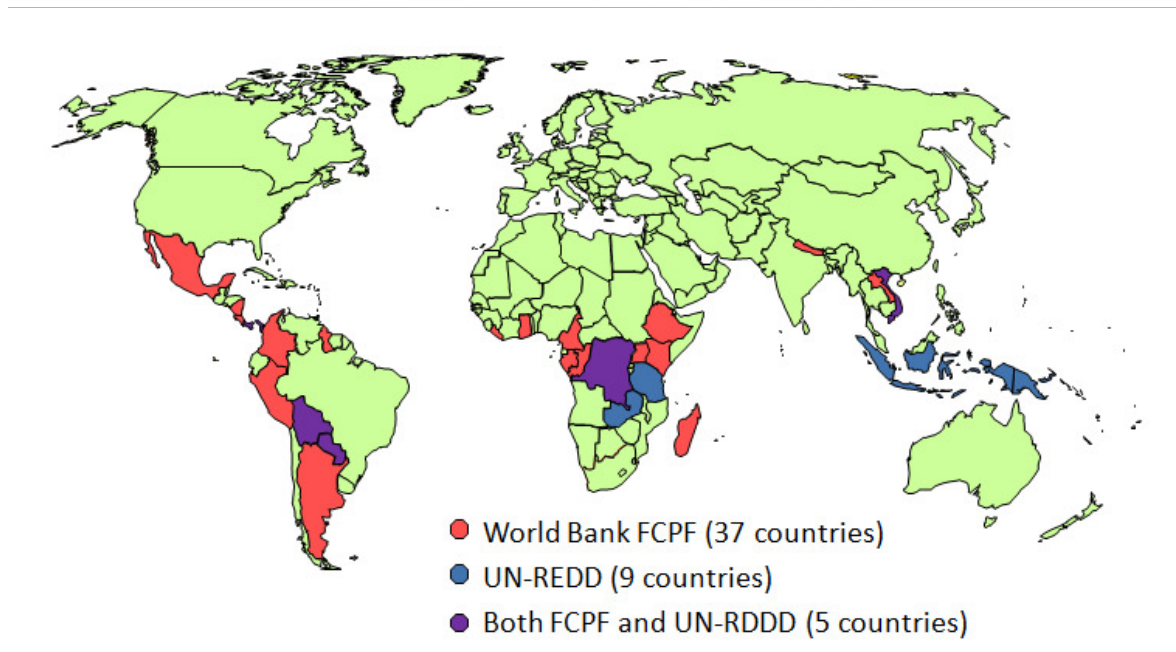 World Bank FCPF (37 countries)
UN-REDD (9 countries)
Both FCPF and UN-RDDD (5 countries)